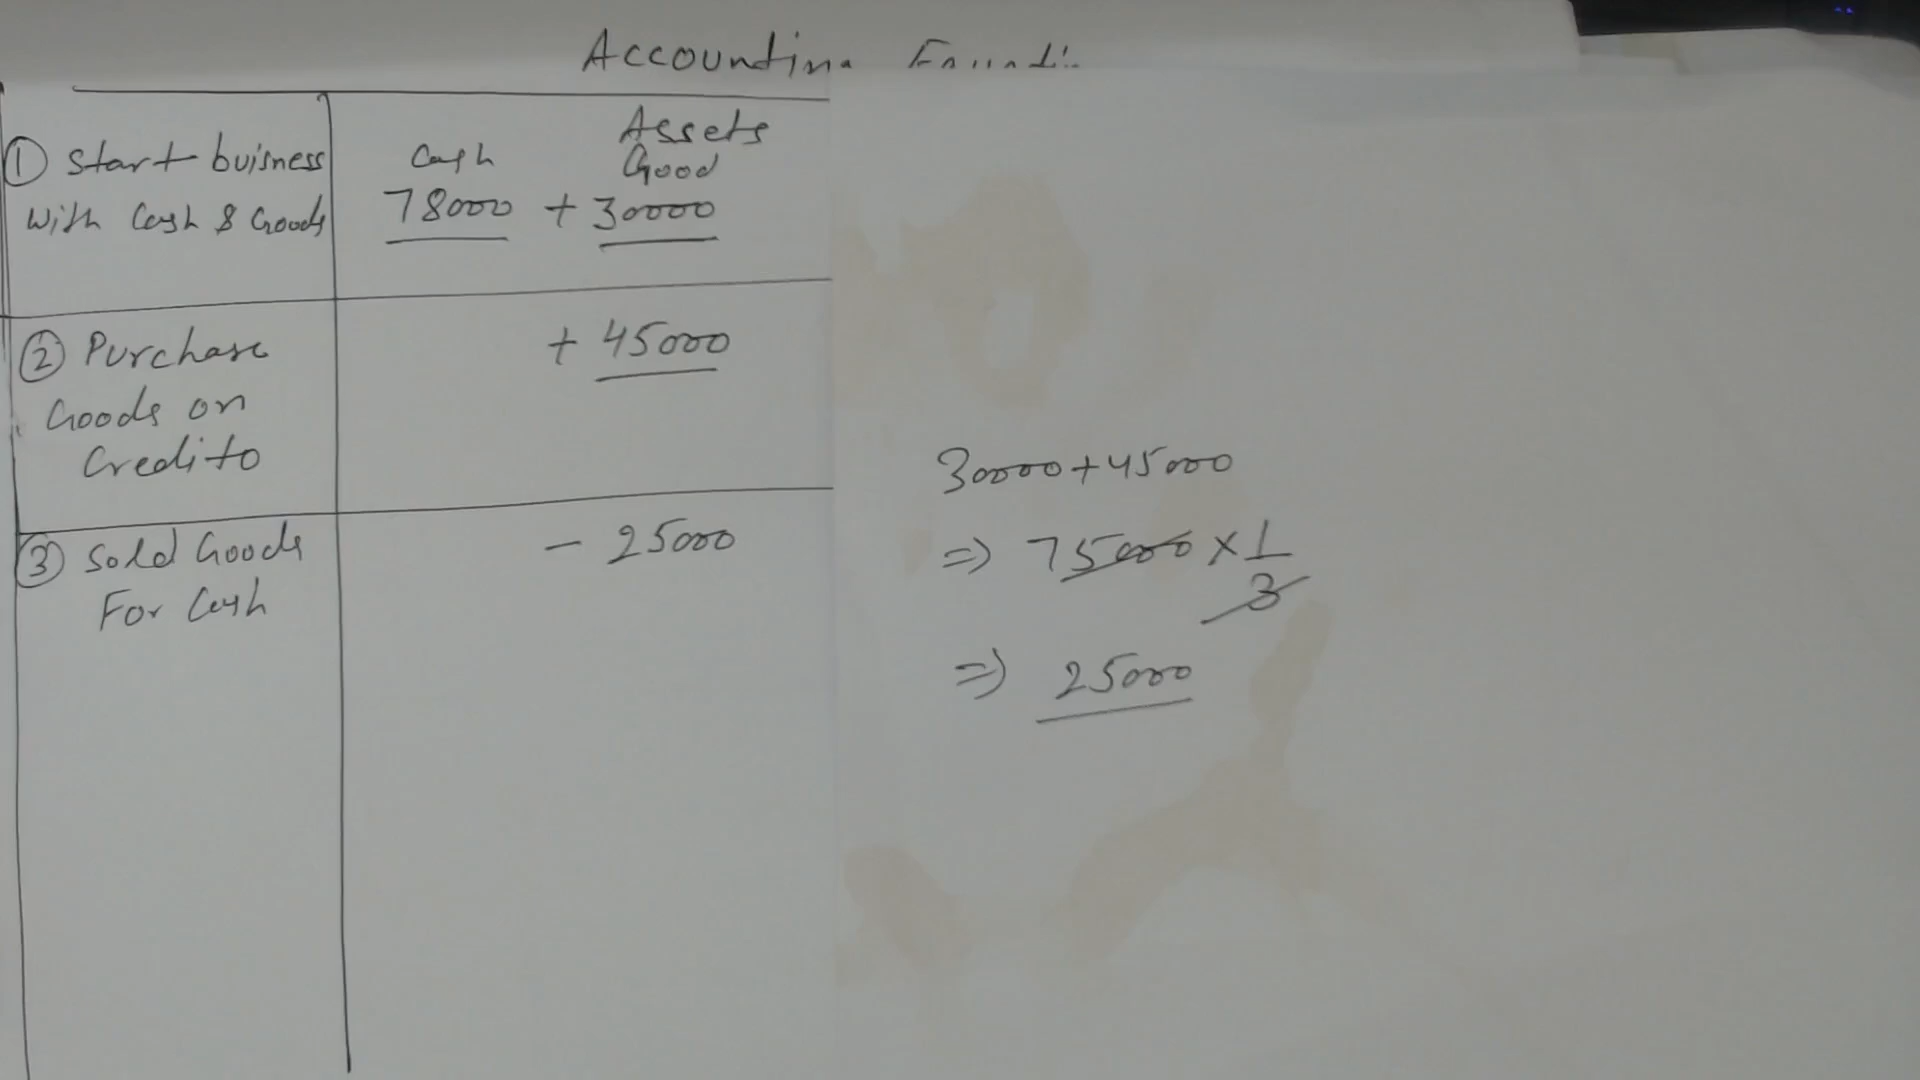 Accounting
Assets
① Start buisness Cash Good
With Cash & Goods 78000 + 30000
② Purchase + 45000
Goods on
Credito
30000+45000
③ Sold Goods - 25000
For Cash
=> 75000 × 1/3
=> 25000